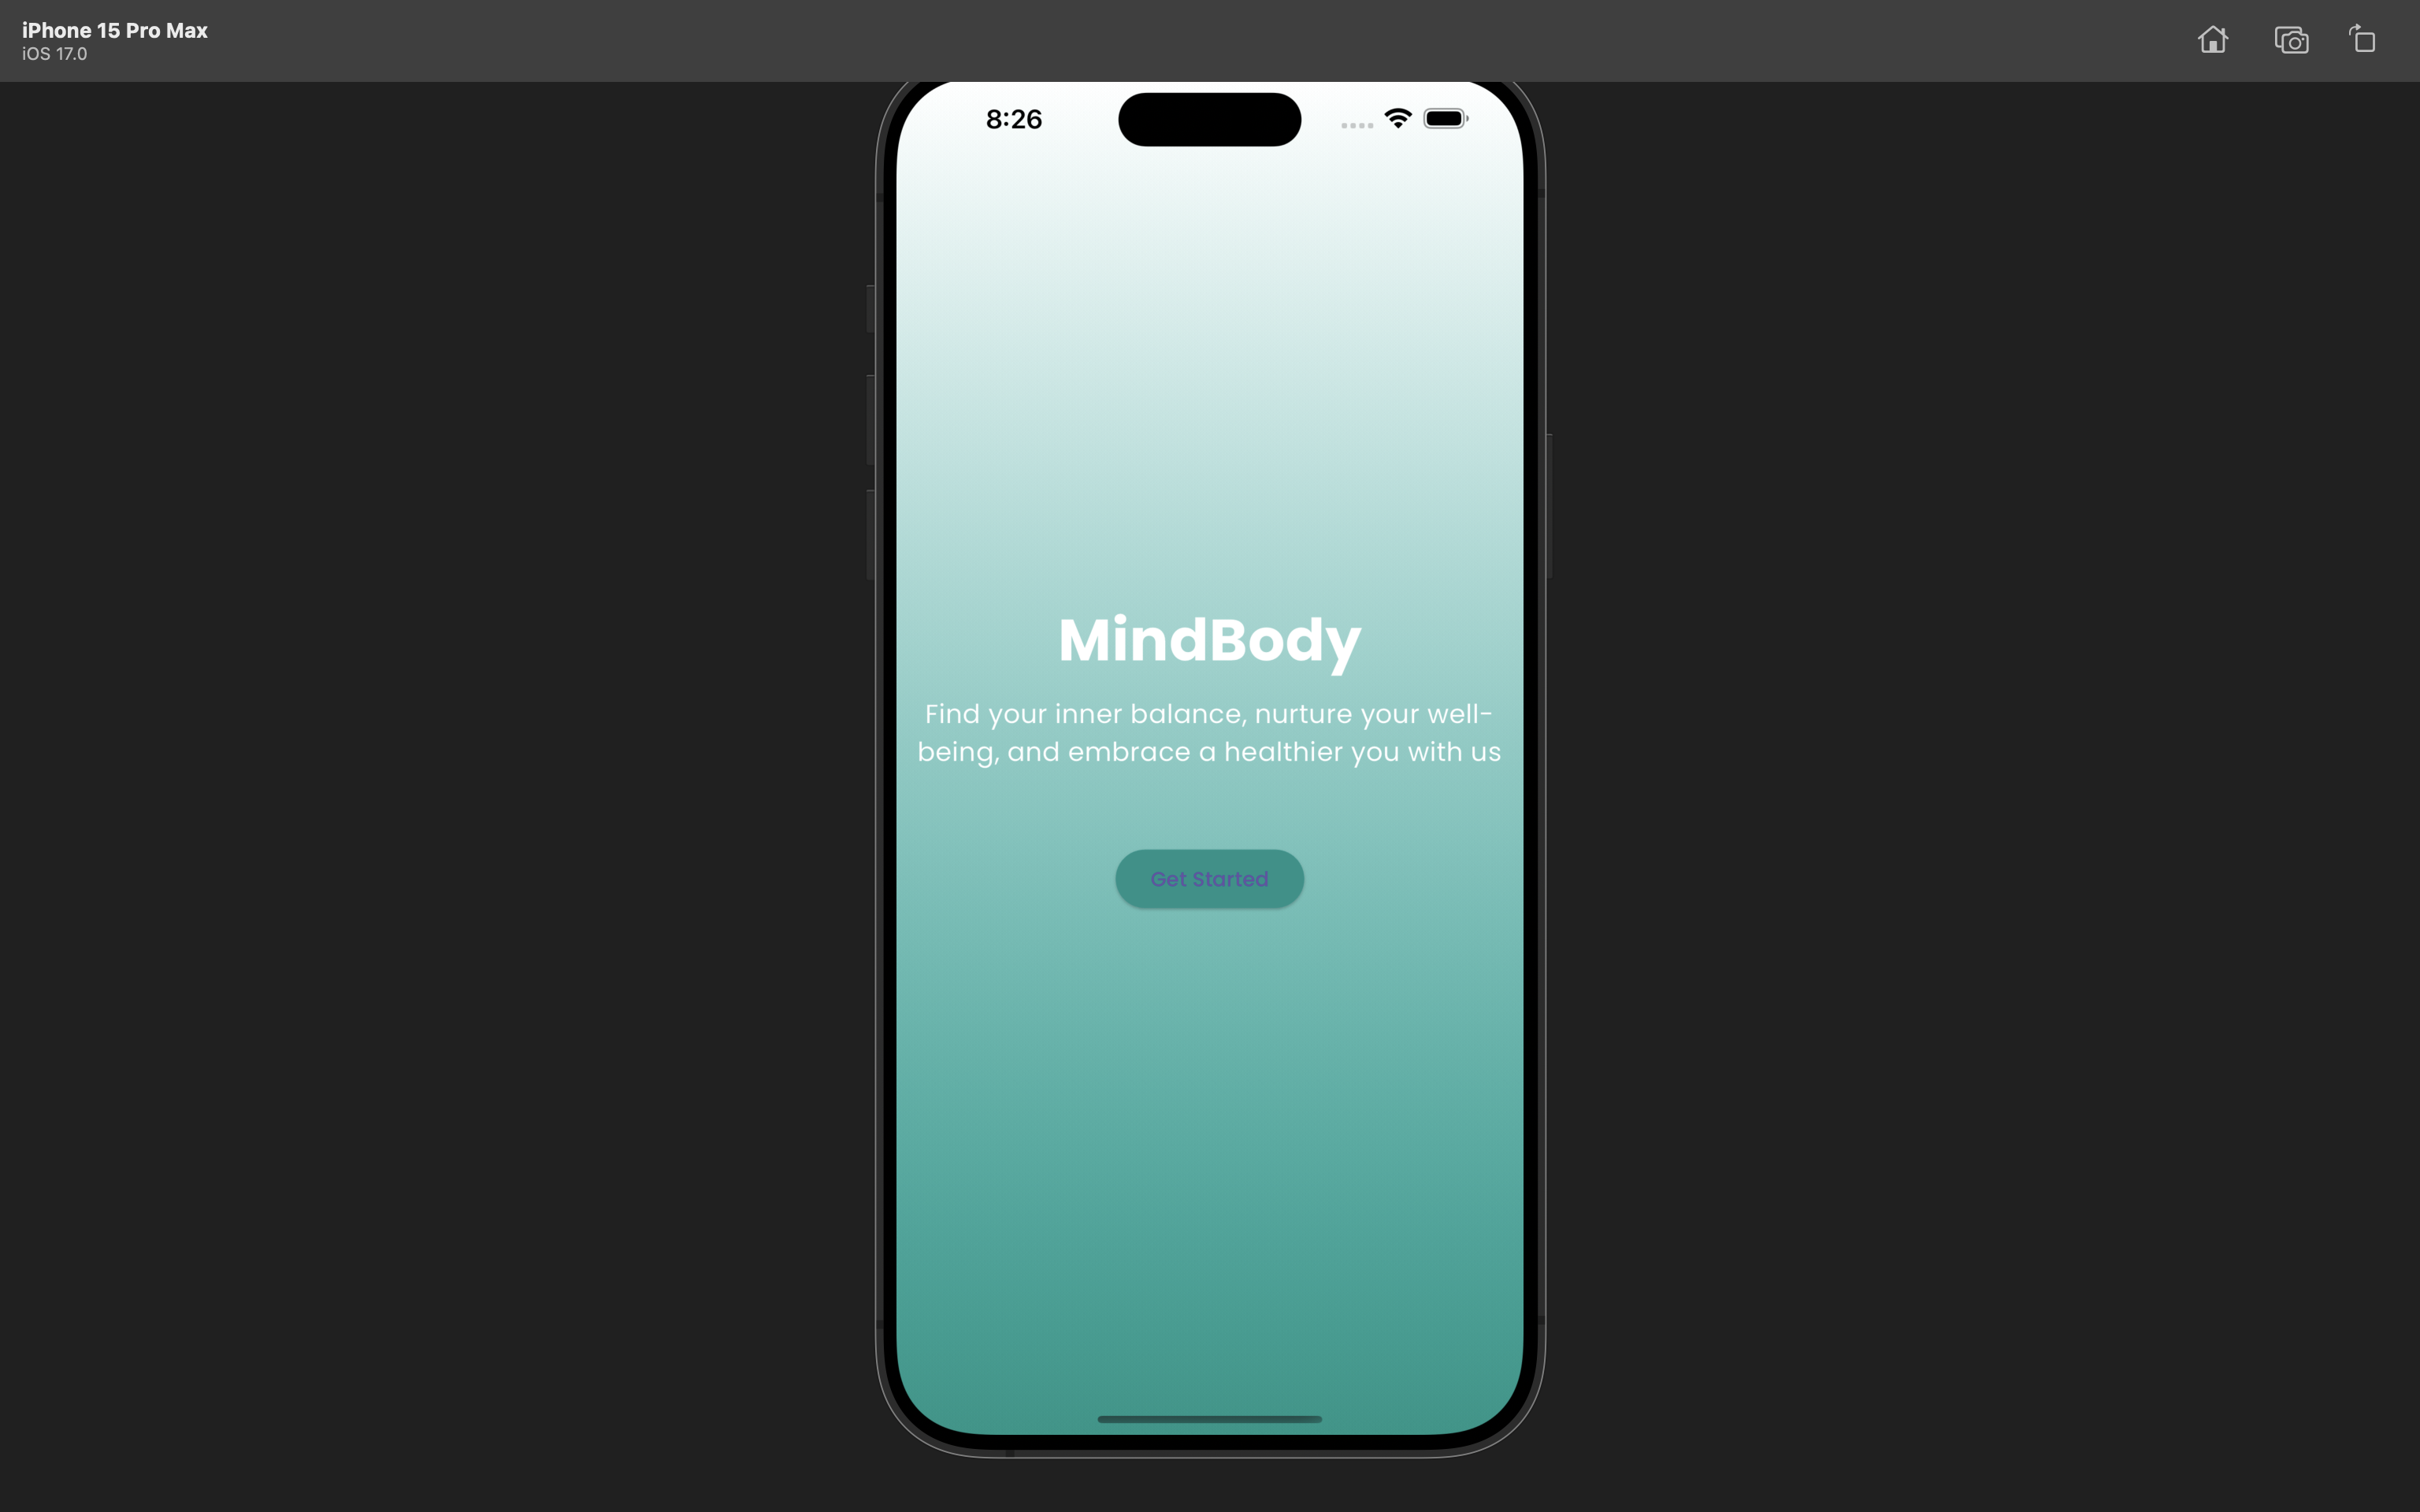 iPhone 15 Pro Max
iOS 17.0
8:26
MindBody
Find your inner balance, nurture your well-
being, and embrace a healthier you with us
Get Started